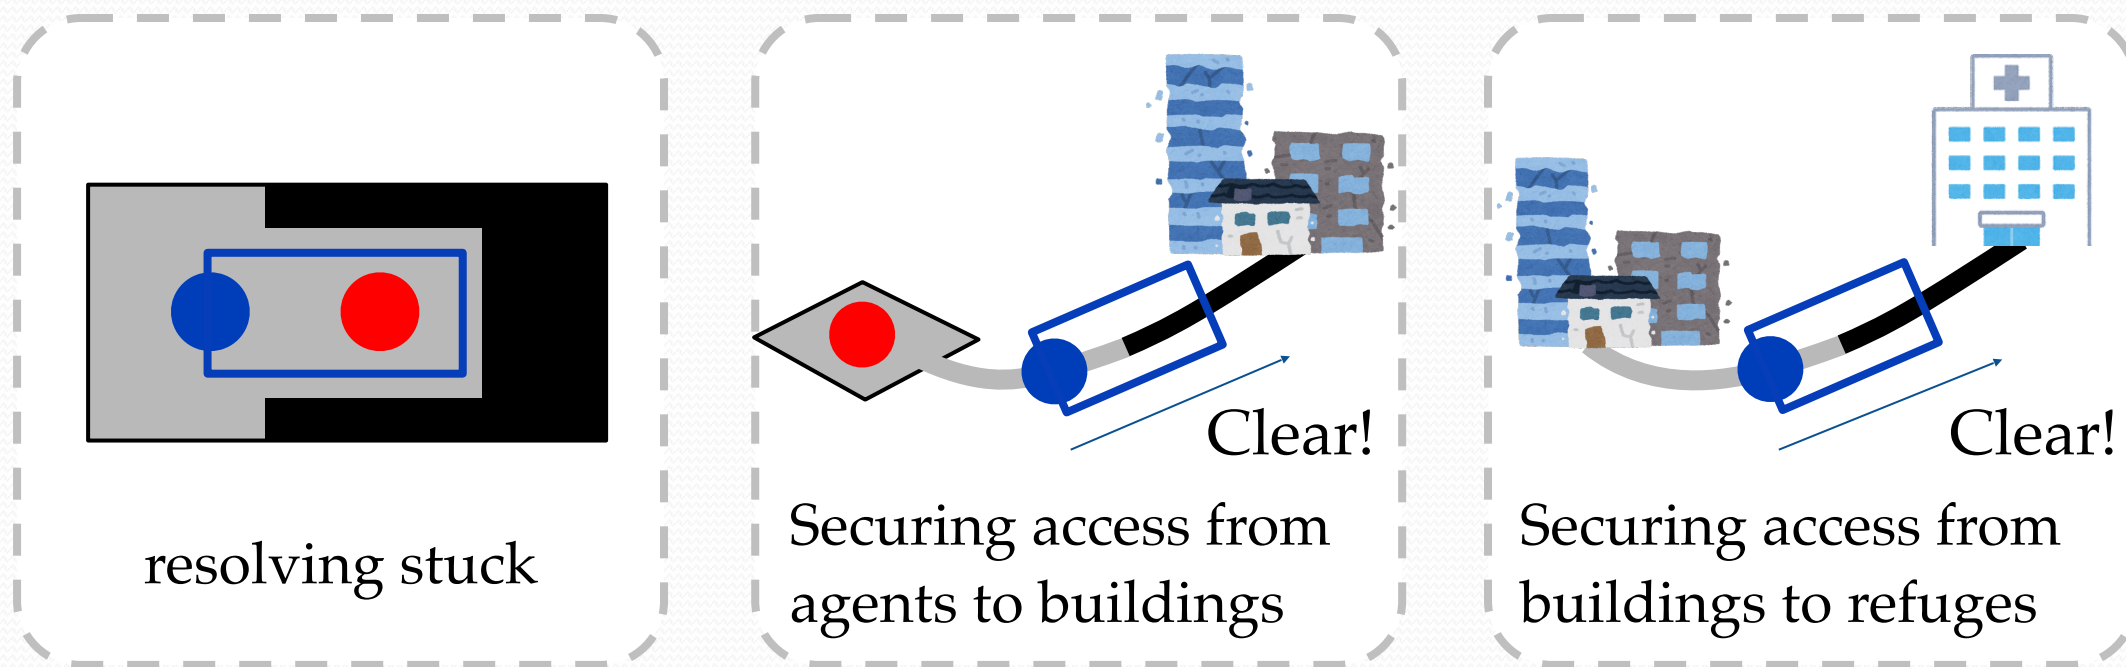 resolving stuck
Clear!
Securing access from
agents to buildings
Clear!
Securing access from
buildings to refuges